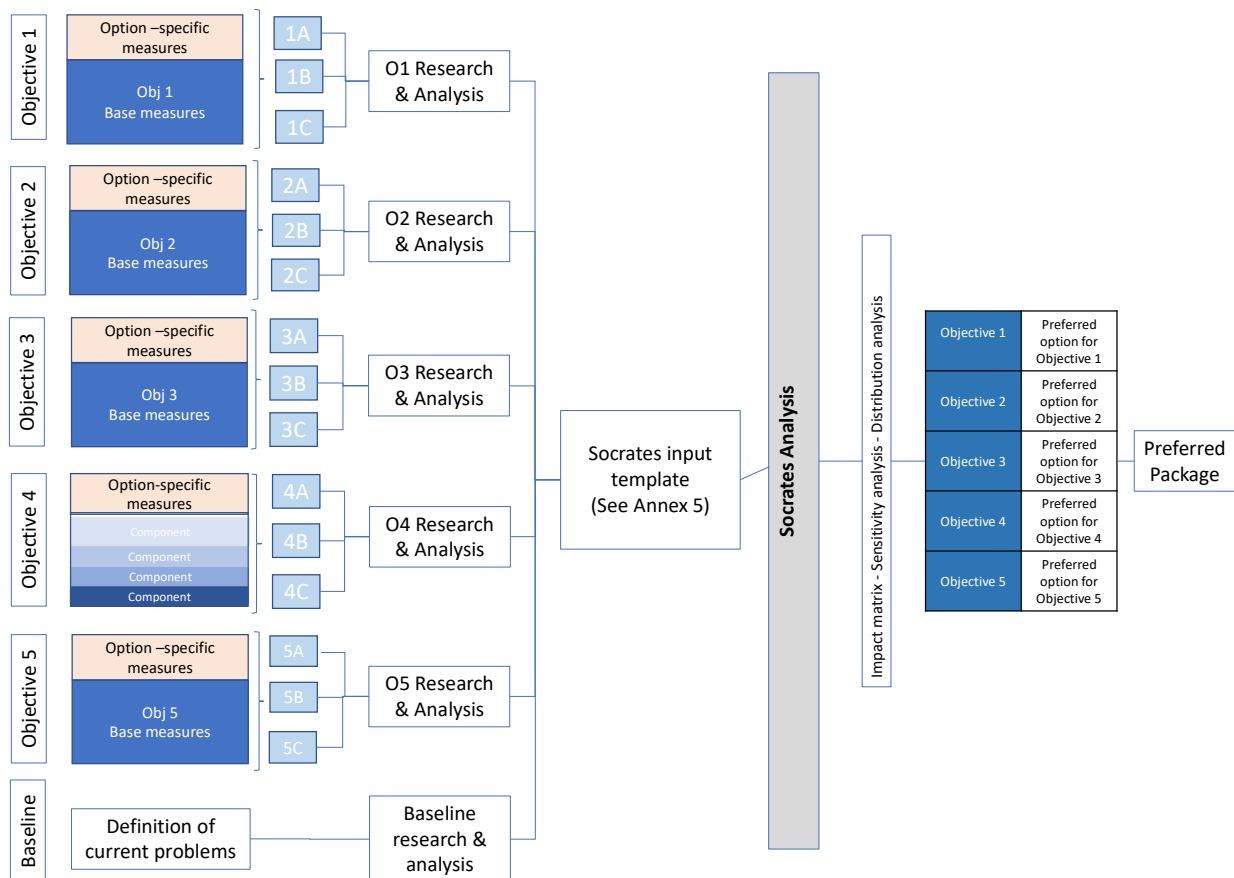 Objective 1
Option –specific
measures
Obj 1
Base measures
1A
1B
1C
O1 Research
& Analysis
Objective 2
Option –specific
measures
Obj 2
Base measures
2A
2B
2C
O2 Research
& Analysis
Objective 3
Option –specific
measures
Obj 3
Base measures
3A
3B
3C
O3 Research
& Analysis
Objective 4
Option-specific
measures
Component
Component
Component
Component
4A
4B
4C
O4 Research
& Analysis
Objective 5
Option –specific
measures
Obj 5
Base measures
5A
5B
5C
O5 Research
& Analysis
Baseline
Definition of
current problems
Baseline
research &
analysis
Socrates input
template
(See Annex 5)
Socrates Analysis
Impact matrix - Sensitivity analysis - Distribution analysis
Objective 1
Preferred
option for
Objective 1
Objective 2
Preferred
option for
Objective 2
Objective 3
Preferred
option for
Objective 3
Objective 4
Preferred
option for
Objective 4
Objective 5
Preferred
option for
Objective 5
Preferred
Package